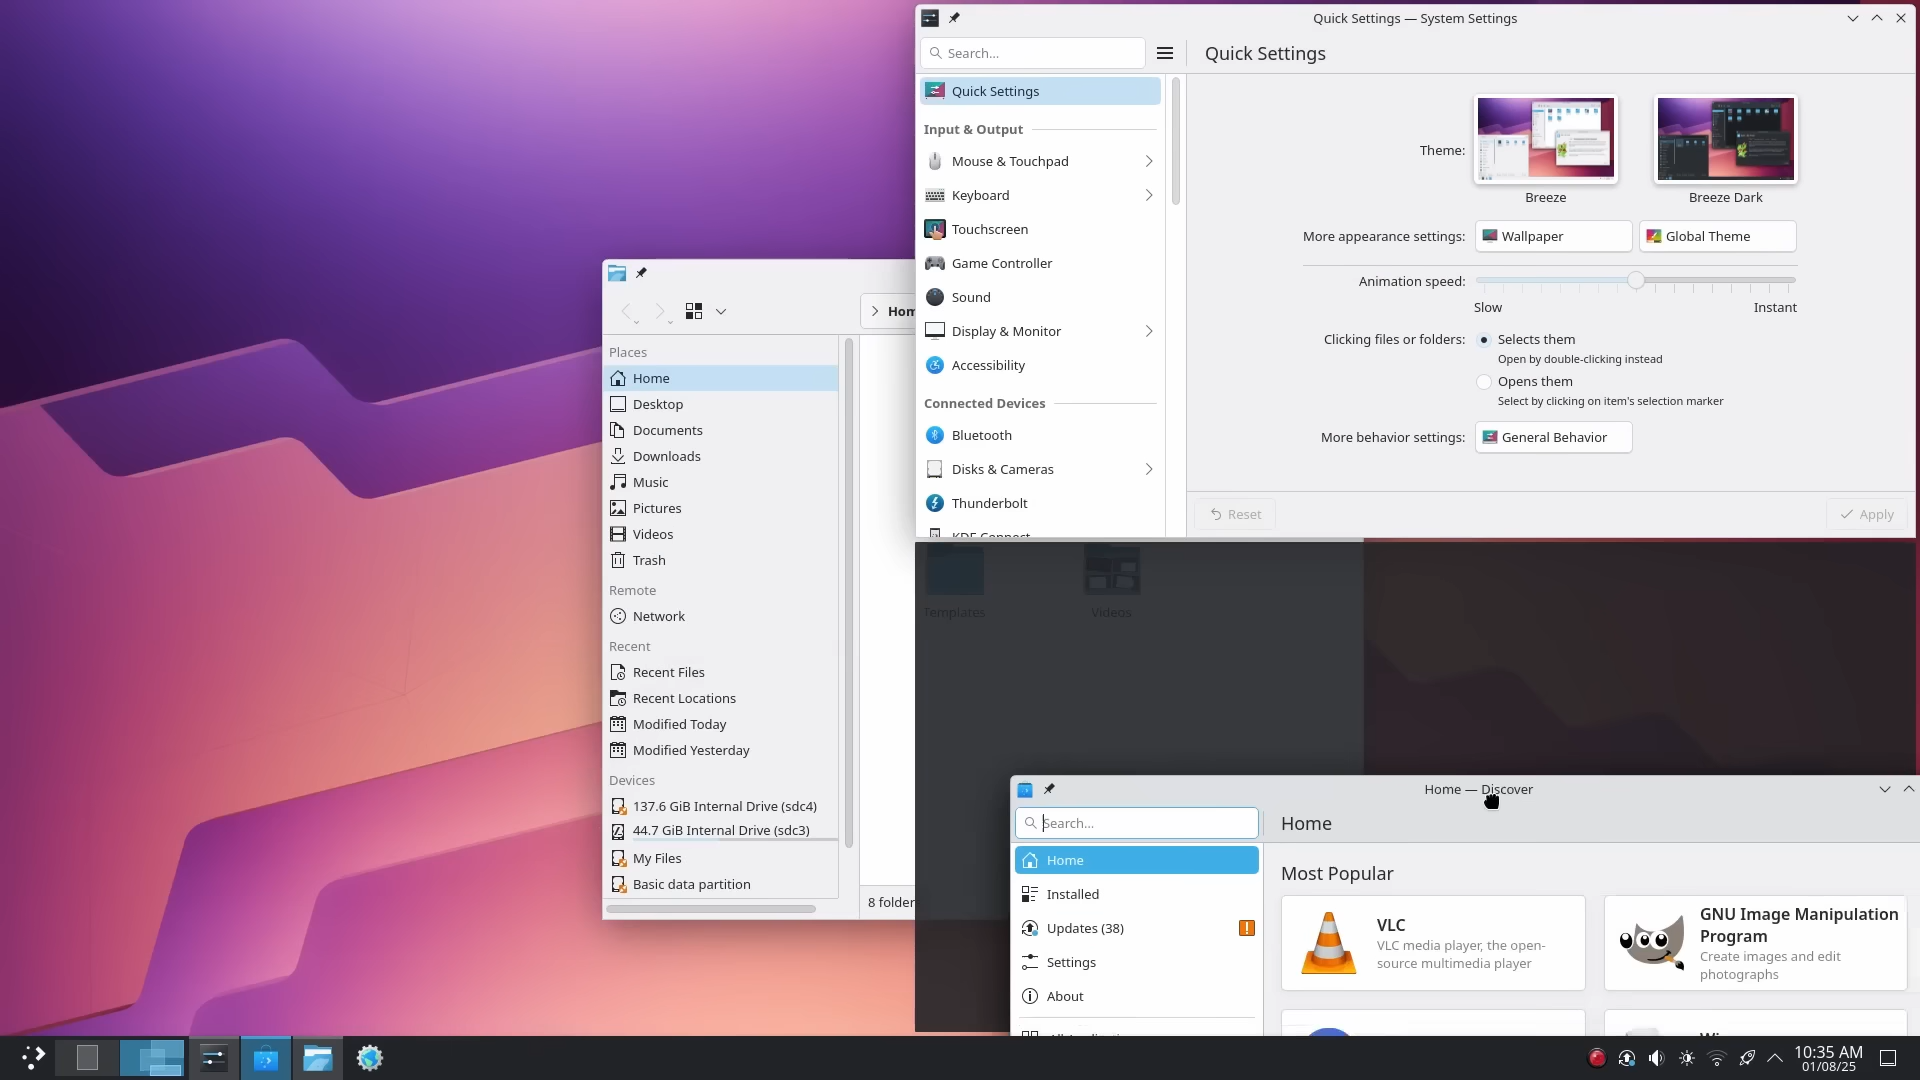 Quick Settings — System Settings
Search...
Quick Settings
Quick Settings
Input & Output
Mouse & Touchpad
Keyboard
Touchscreen
Game Controller
Sound
Display & Monitor
Accessibility
Connected Devices
Bluetooth
Disks & Cameras
Thunderbolt
KDE Connect
Theme:
Breeze
Breeze Dark
More appearance settings:
Wallpaper
Global Theme
Animation speed:
Slow
Instant
Clicking files or folders:
Selects them
Open by double-clicking instead
Opens them
Select by clicking on item's selection marker
More behavior settings:
General Behavior
Reset
Apply
Places
Home
Desktop
Documents
Downloads
Music
Pictures
Videos
Trash
Remote
Network
Recent
Recent Files
Recent Locations
Modified Today
Modified Yesterday
Devices
137.6 GiB Internal Drive (sdc4)
44.7 GiB Internal Drive (sdc3)
My Files
Basic data partition
8 folder
Templates
Videos
Home — Discover
Search...
Home
Home
Installed
Updates (38)
Settings
About
Most Popular
VLC
VLC media player, the open-
source multimedia player
GNU Image Manipulation
Program
Create images and edit
photographs
10:35 AM
01/08/25